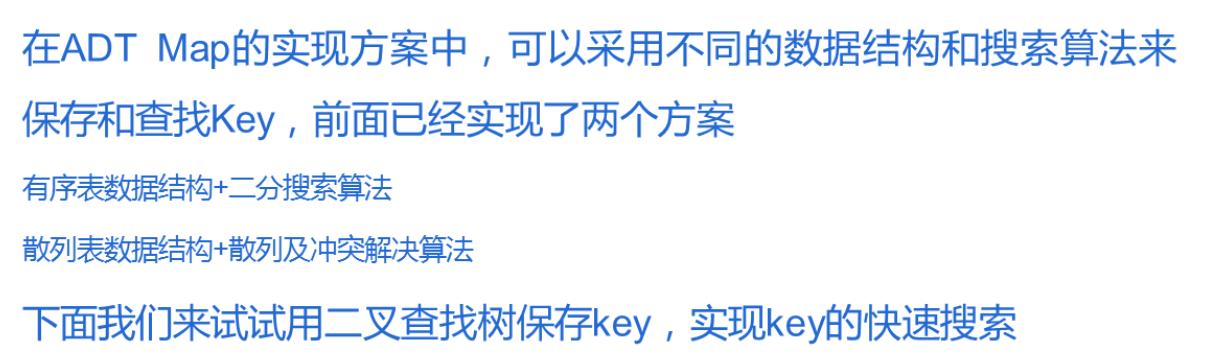 在ADT Map的实现方案中，可以采用不同的数据结构和搜索算法来
保存和查找Key，前面已经实现了两个方案
有序表数据结构+二分搜索算法
散列表数据结构+散列及冲突解决算法
下面我们来试试用二叉查找树保存key，实现key的快速搜索